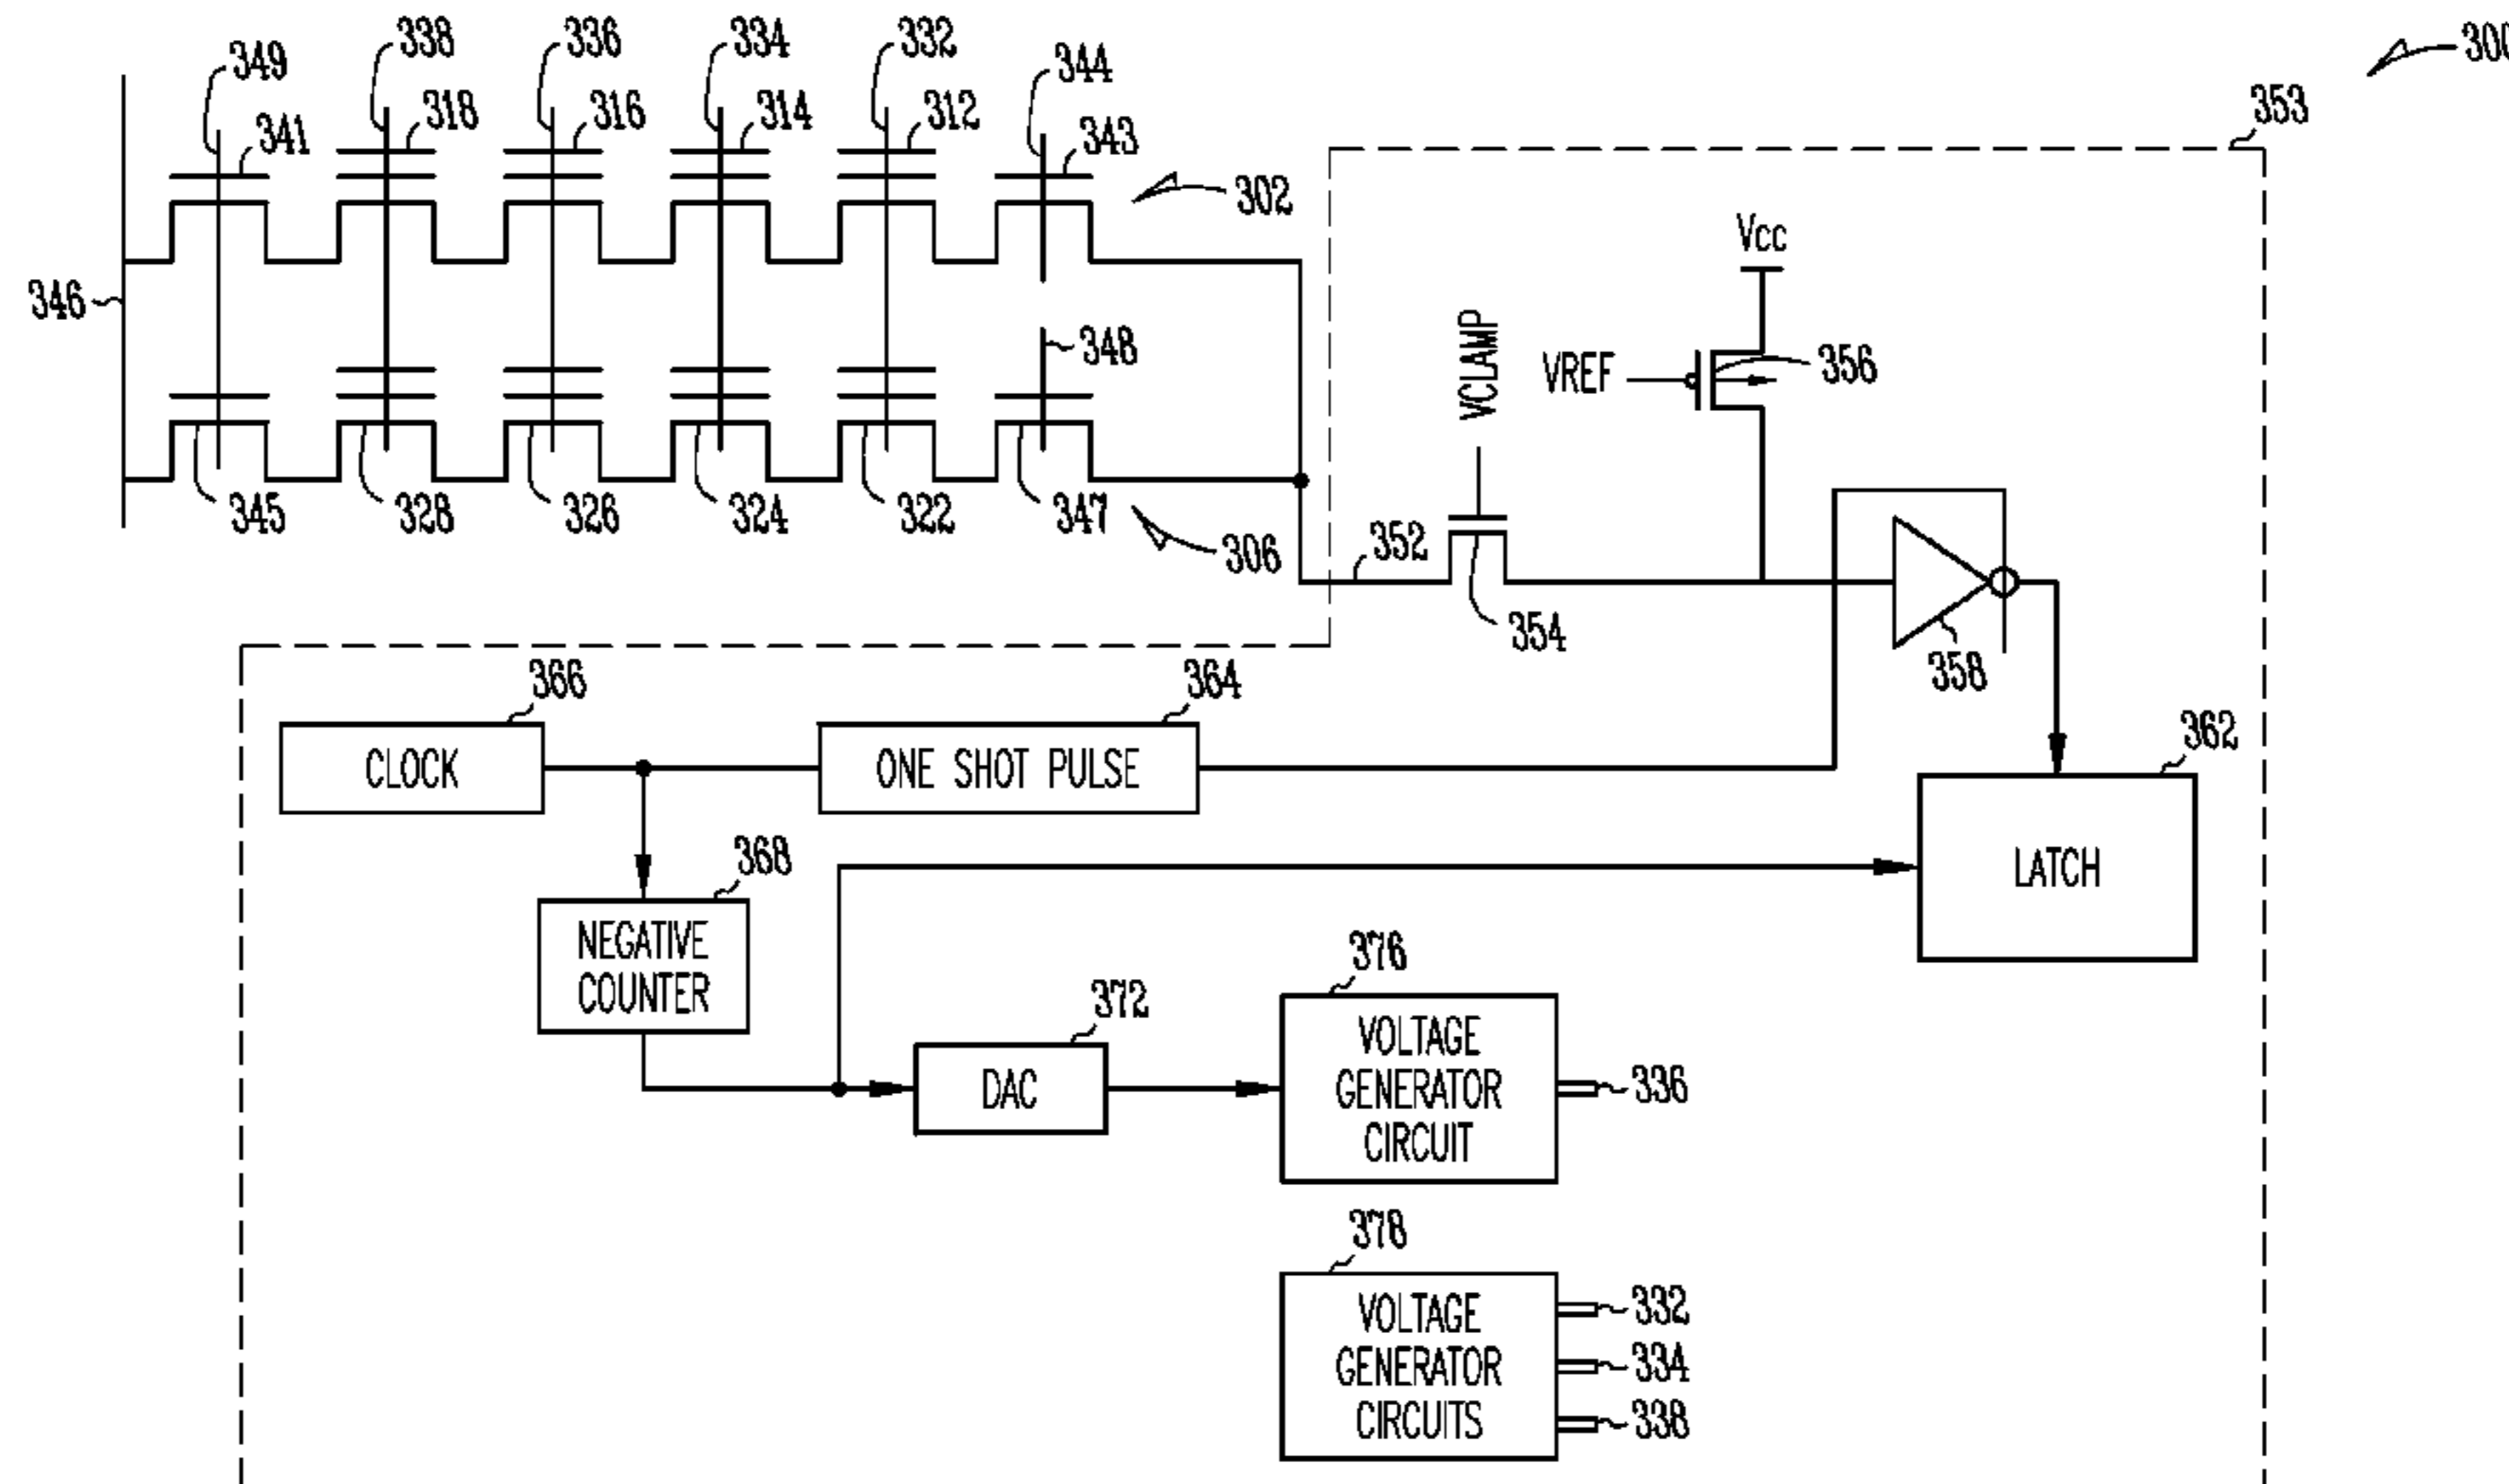 338 336 334 332
349 344 300
318 316 314 312 353
341 343
302
Vcc
346
348
VCLAMP
VREF 356
345 328 326 324 322 347
306 352
354
358
366 364
362
CLOCK ONE SHOT PULSE
368
LATCH
NEGATIVE
COUNTER
376
372
VOLTAGE
GENERATOR
CIRCUIT
DAC
336
378
VOLTAGE
GENERATOR
CIRCUITS
332
334
338